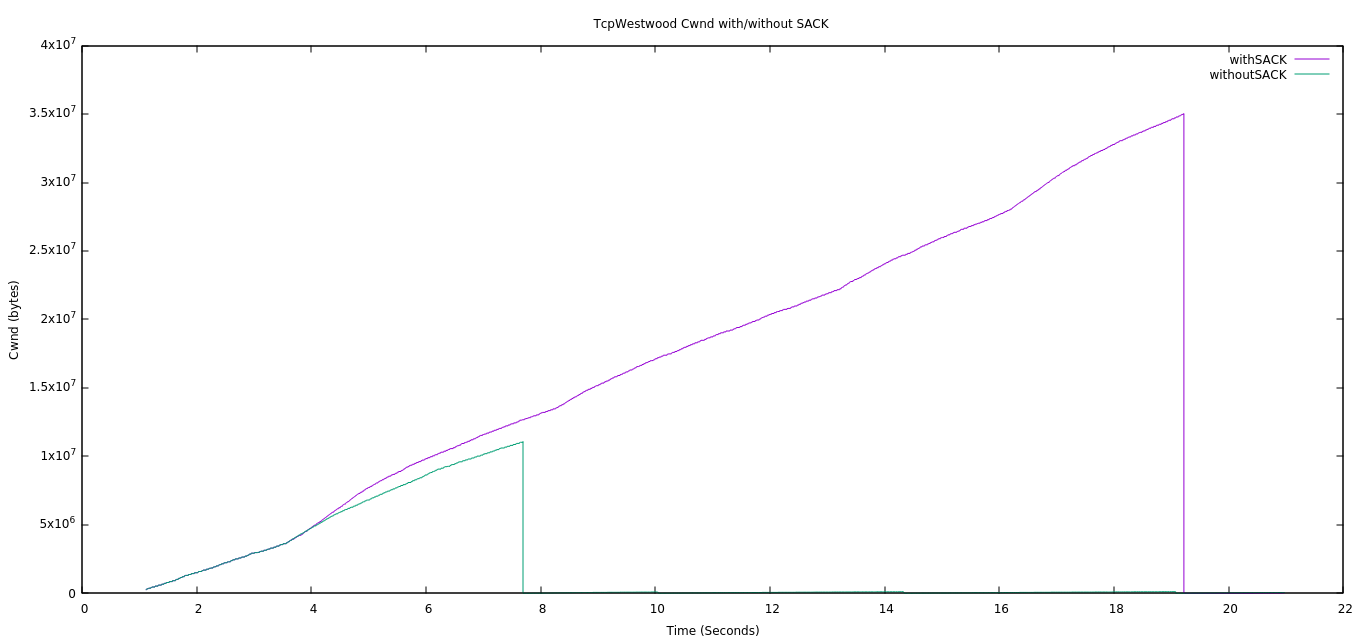 TcpWestwood Cwnd with/without SACK
4x10⁷
3.5x10⁷
3x10⁷
2.5x10⁷
2x10⁷
1.5x10⁷
1x10⁷
5x10⁶
0
Cwnd (bytes)
withSACK
withoutSACK
0 2 4 6 8 10 12 14 16 18 20 22
Time (Seconds)